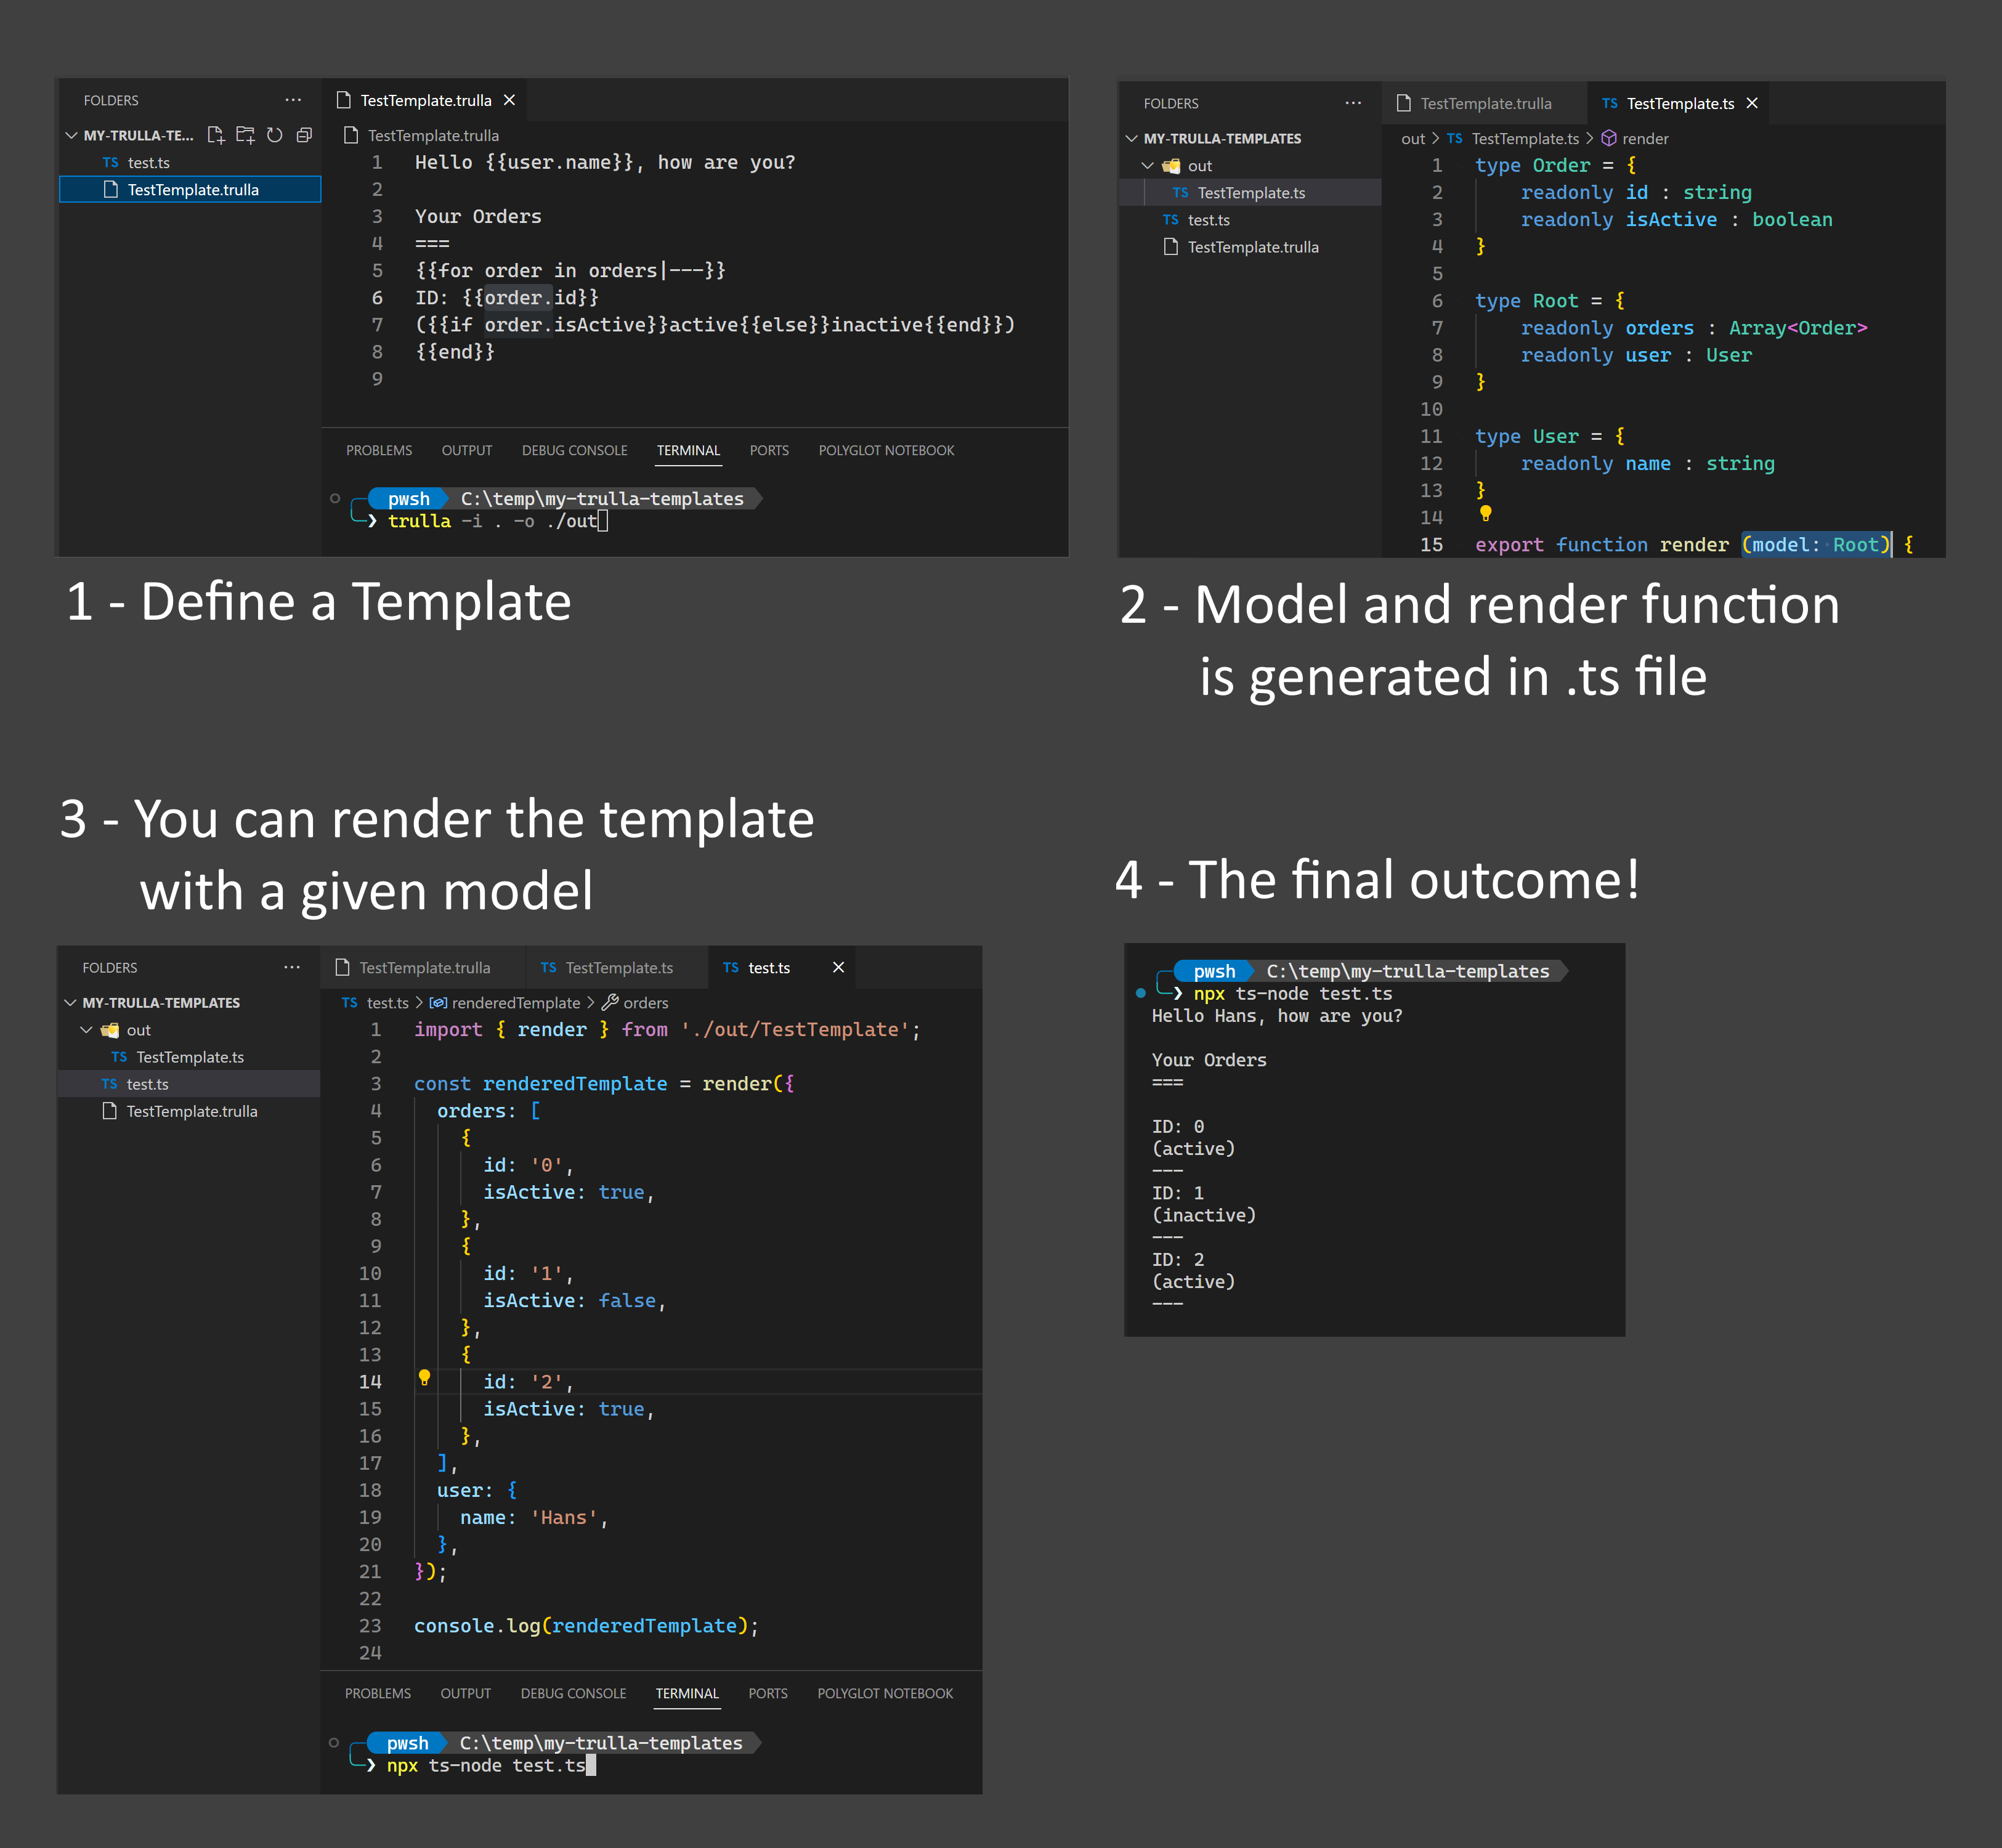 FOLDERS ···
MY-TRULLA-TE...
TS test.ts
TestTemplate.trulla
TestTemplate.trulla
TestTemplate.trulla
1 Hello {{user.name}}, how are you?
2
3 Your Orders
4 ===
5 {{for order in orders|---}}
6 ID: {{order.id}}
7 ({{if order.isActive}}active{{else}}inactive{{end}})
8 {{end}}
9
PROBLEMS OUTPUT DEBUG CONSOLE TERMINAL PORTS POLYGLOT NOTEBOOK
pwsh C:\temp\my-trulla-templates
❯ trulla -i . -o ./out
1 - Define a Template
FOLDERS ···
MY-TRULLA-TEMPLATES
out
TS TestTemplate.ts
TS test.ts
TestTemplate.trulla
TestTemplate.trulla TS TestTemplate.ts
out > TS TestTemplate.ts > render
1 type Order = {
2 readonly id : string
3 readonly isActive : boolean
4 }
5
6 type Root = {
7 readonly orders : Array<Order>
8 readonly user : User
9 }
10
11 type User = {
12 readonly name : string
13 }
14
15 export function render (model: Root) {
2 - Model and render function
is generated in .ts file
3 - You can render the template
with a given model
FOLDERS ···
MY-TRULLA-TEMPLATES
out
TS TestTemplate.ts
TS test.ts
TestTemplate.trulla
TestTemplate.trulla TS TestTemplate.ts TS test.ts
TS test.ts > renderedTemplate > orders
1 import { render } from './out/TestTemplate';
2
3 const renderedTemplate = render({
4 orders: [
5 {
6 id: '0',
7 isActive: true,
8 },
9 {
10 id: '1',
11 isActive: false,
12 },
13 {
14 id: '2',
15 isActive: true,
16 },
17 ],
18 user: {
19 name: 'Hans',
20 },
21 });
22
23 console.log(renderedTemplate);
24
PROBLEMS OUTPUT DEBUG CONSOLE TERMINAL PORTS POLYGLOT NOTEBOOK
pwsh C:\temp\my-trulla-templates
❯ npx ts-node test.ts
4 - The final outcome!
pwsh C:\temp\my-trulla-templates
❯ npx ts-node test.ts
Hello Hans, how are you?
Your Orders
===
ID: 0
(active)
---
ID: 1
(inactive)
---
ID: 2
(active)
---